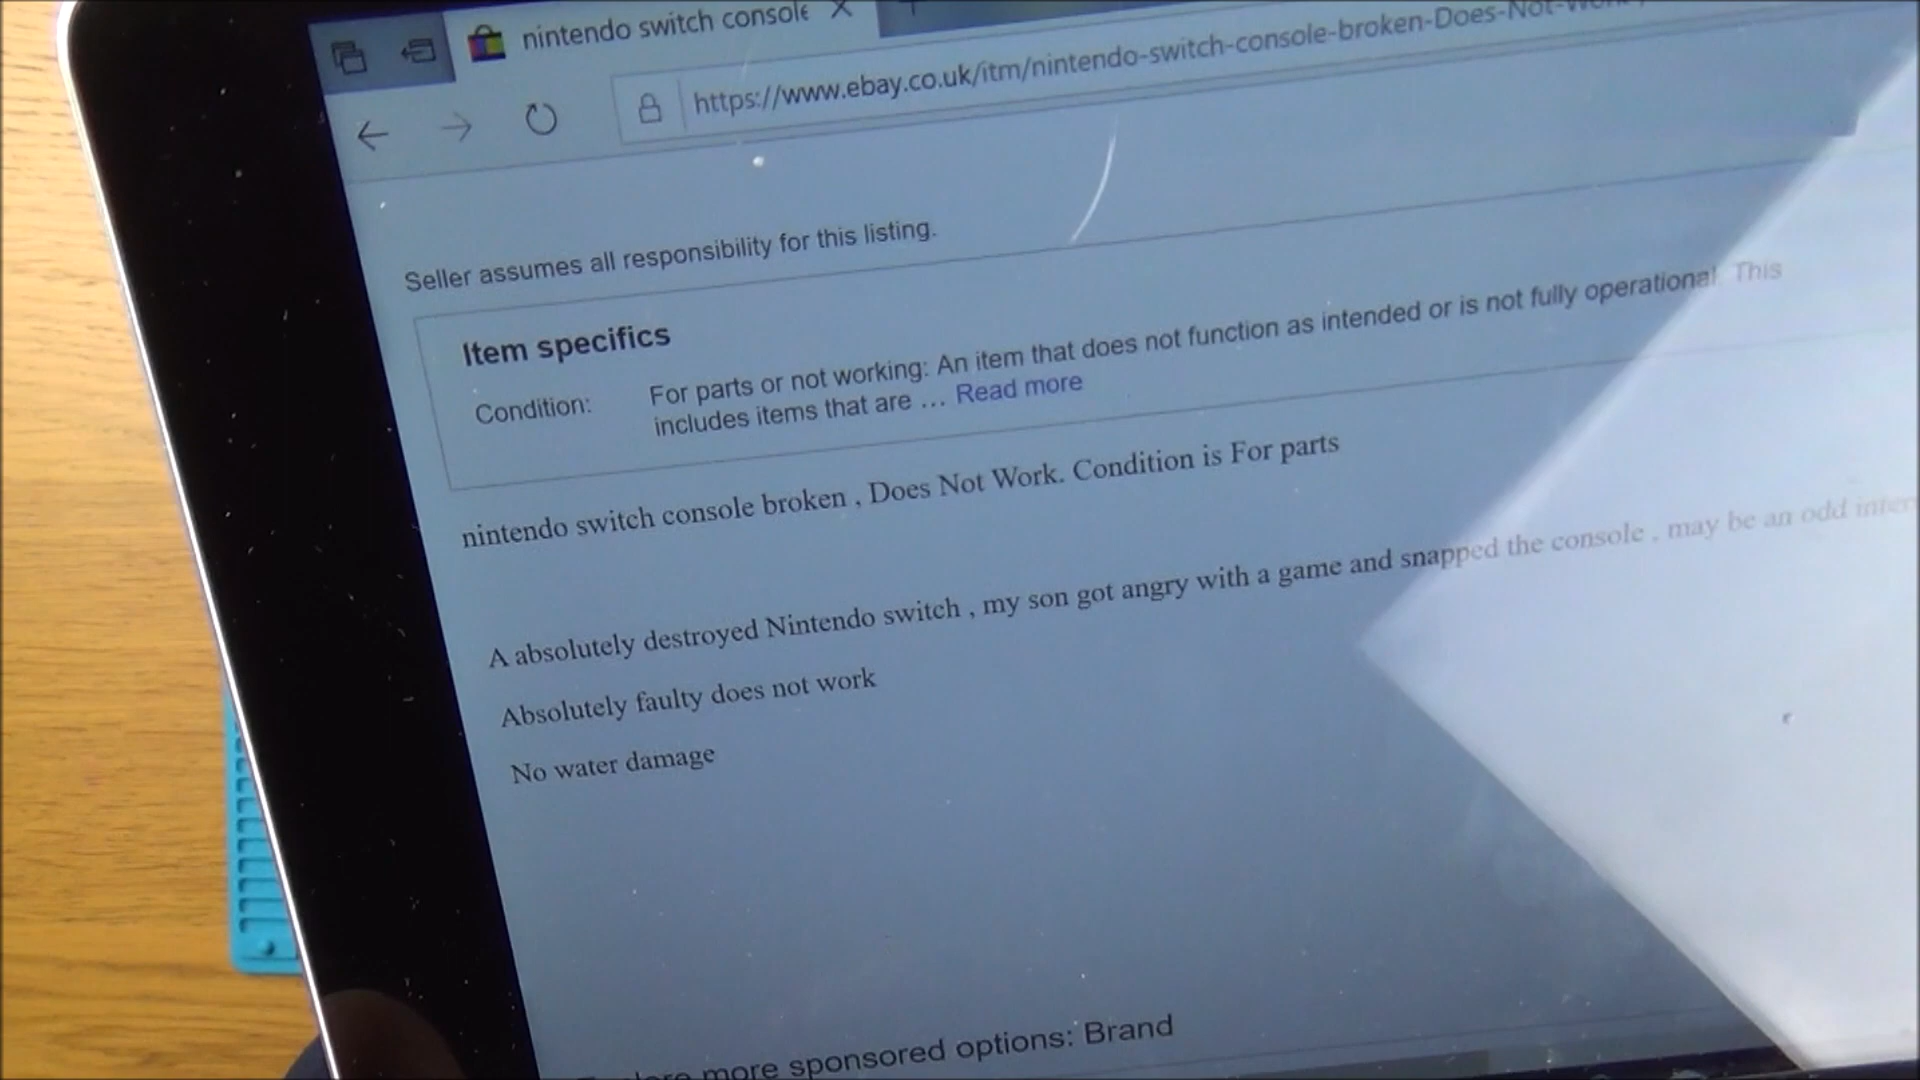 nintendo switch console
https://www.ebay.co.uk/itm/nintendo-switch-console-broken-Does-Not-Work
Seller assumes all responsibility for this listing.
Item specifics
Condition: For parts or not working: An item that does not function as intended or is not fully operational. This
includes items that are ... Read more
nintendo switch console broken , Does Not Work. Condition is For parts
A absolutely destroyed Nintendo switch , my son got angry with a game and snapped the console , may be an odd
Absolutely faulty does not work
No water damage
more sponsored options: Brand